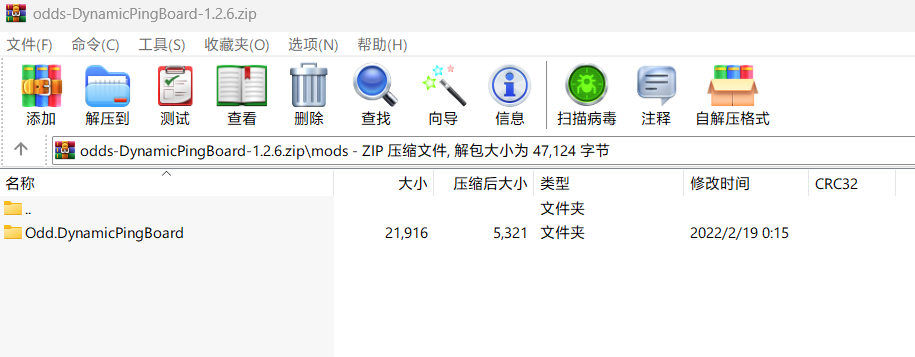 odds-DynamicPingBoard-1.2.6.zip
文件(F) 命令(C) 工具(S) 收藏夹(O) 选项(N) 帮助(H)
添加 解压到 测试 查看 删除 查找 向导 信息 扫描病毒 注释 自解压格式
odds-DynamicPingBoard-1.2.6.zip\mods - ZIP 压缩文件, 解包大小为 47,124 字节
名称 大小 压缩后大小 类型 修改时间 CRC32
.. 文件夹
Odd.DynamicPingBoard 21,916 5,321 文件夹 2022/2/19 0:15